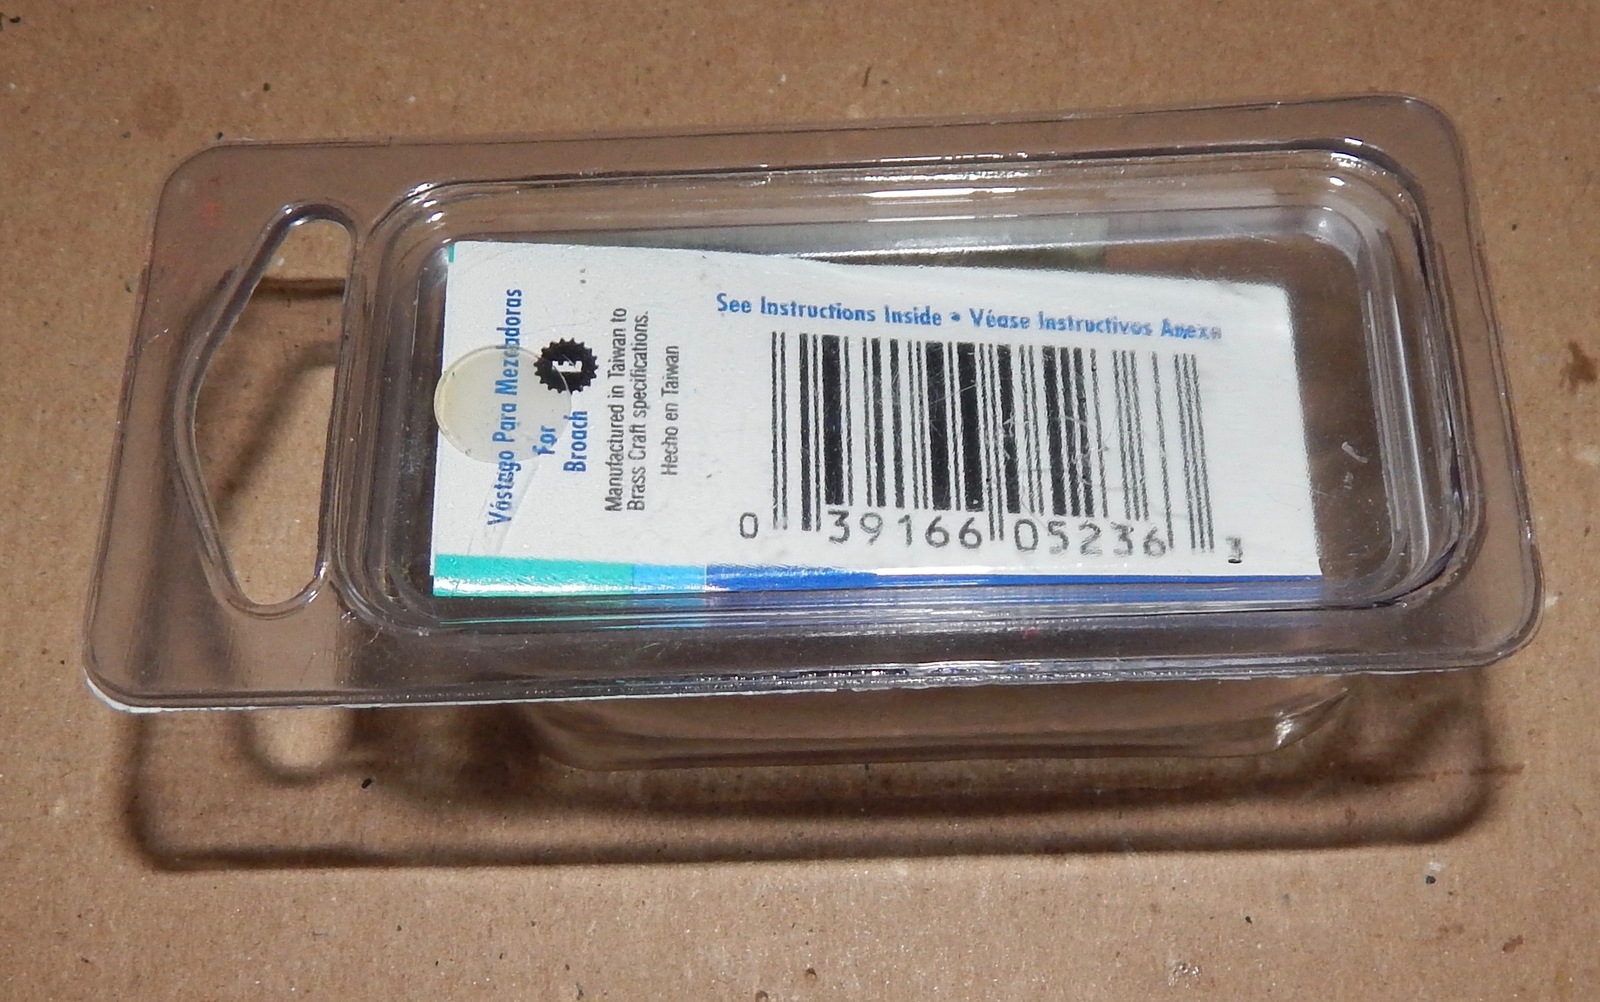 Vóstago Para Mezcladoras
For
Broach E
Manufactured in Taiwan to
Brass Craft specifications.
Hecho en Taiwan
See Instructions Inside • Véase Instructivos Anexo
0 39166 05236 3